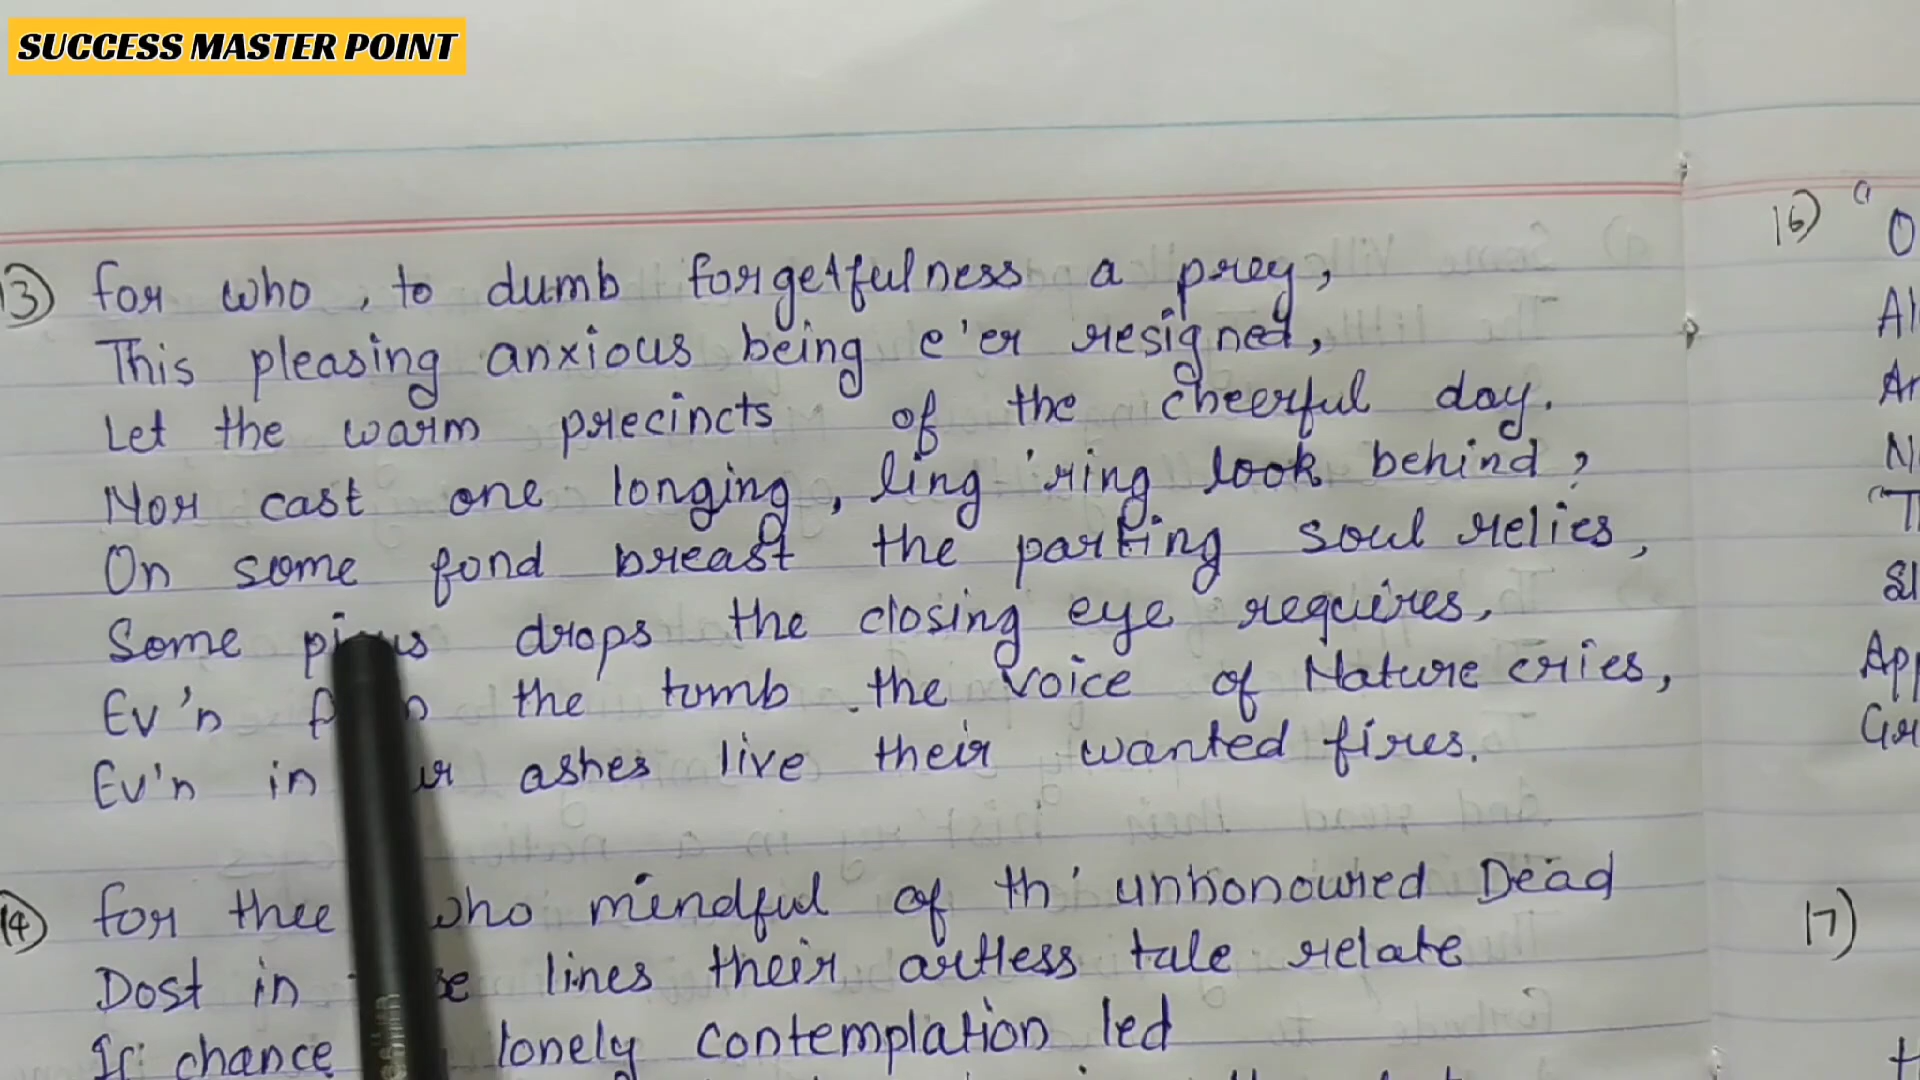 SUCCESS MASTER POINT
13) for who, to dumb forgetfulness a prey,
This pleasing anxious being e'er resigned,
Let the warm precincts of the cheerful day.
Nor cast one longing, ling'ring look behind?
On some fond breast the parting soul relies,
Some pious drops the closing eye requires,
Ev'n the tomb the voice of Nature cries,
Ev'n in ashes live their wanted fires.
14) for thee who mindful of th' unhonoured Dead
Dost in lines their artless tale relate
If chance lonely contemplation led
16) "
17)